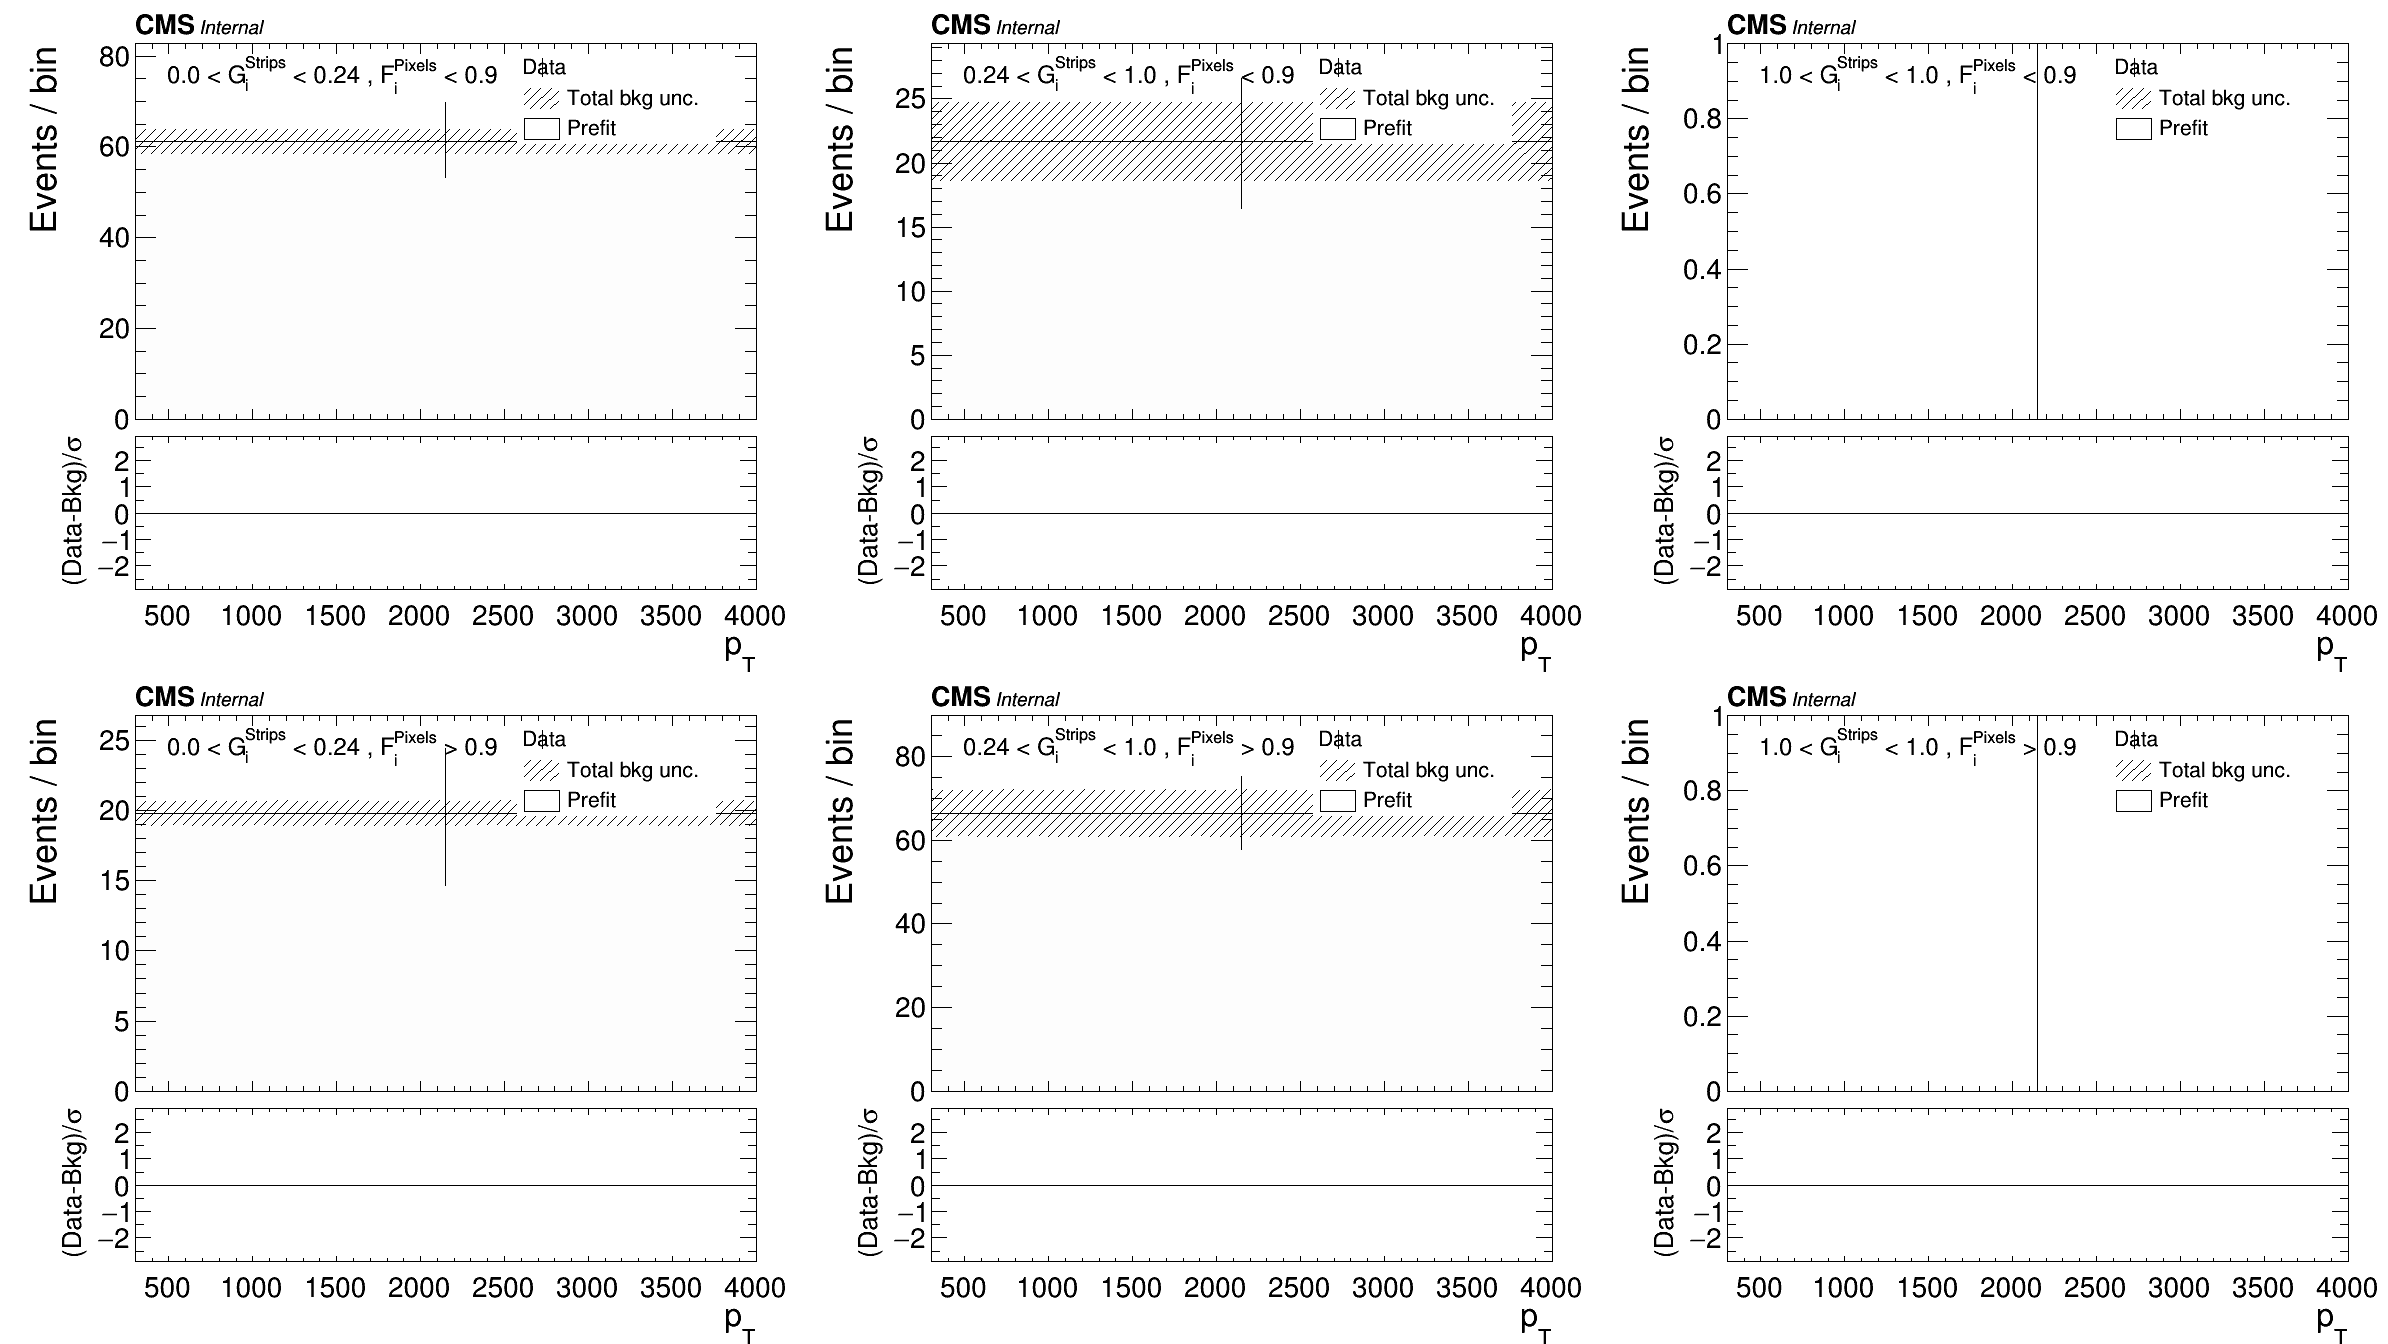 CMS Internal
Events / bin
0.0 < G_i^Strips < 0.24 , F_i^Pixels < 0.9
Data
Total bkg unc.
Prefit
80
60
40
20
0
(Data-Bkg)/σ
2
1
0
−1
−2
500 1000 1500 2000 2500 3000 3500 4000
p_T
CMS Internal
Events / bin
0.24 < G_i^Strips < 1.0 , F_i^Pixels < 0.9
Data
Total bkg unc.
Prefit
25
20
15
10
5
0
(Data-Bkg)/σ
2
1
0
−1
−2
500 1000 1500 2000 2500 3000 3500 4000
p_T
CMS Internal
Events / bin
1.0 < G_i^Strips < 1.0 , F_i^Pixels < 0.9
Data
Total bkg unc.
Prefit
1
0.8
0.6
0.4
0.2
0
(Data-Bkg)/σ
2
1
0
−1
−2
500 1000 1500 2000 2500 3000 3500 4000
p_T
CMS Internal
Events / bin
0.0 < G_i^Strips < 0.24 , F_i^Pixels > 0.9
Data
Total bkg unc.
Prefit
25
20
15
10
5
0
(Data-Bkg)/σ
2
1
0
−1
−2
500 1000 1500 2000 2500 3000 3500 4000
p_T
CMS Internal
Events / bin
0.24 < G_i^Strips < 1.0 , F_i^Pixels > 0.9
Data
Total bkg unc.
Prefit
80
60
40
20
0
(Data-Bkg)/σ
2
1
0
−1
−2
500 1000 1500 2000 2500 3000 3500 4000
p_T
CMS Internal
Events / bin
1.0 < G_i^Strips < 1.0 , F_i^Pixels > 0.9
Data
Total bkg unc.
Prefit
1
0.8
0.6
0.4
0.2
0
(Data-Bkg)/σ
2
1
0
−1
−2
500 1000 1500 2000 2500 3000 3500 4000
p_T